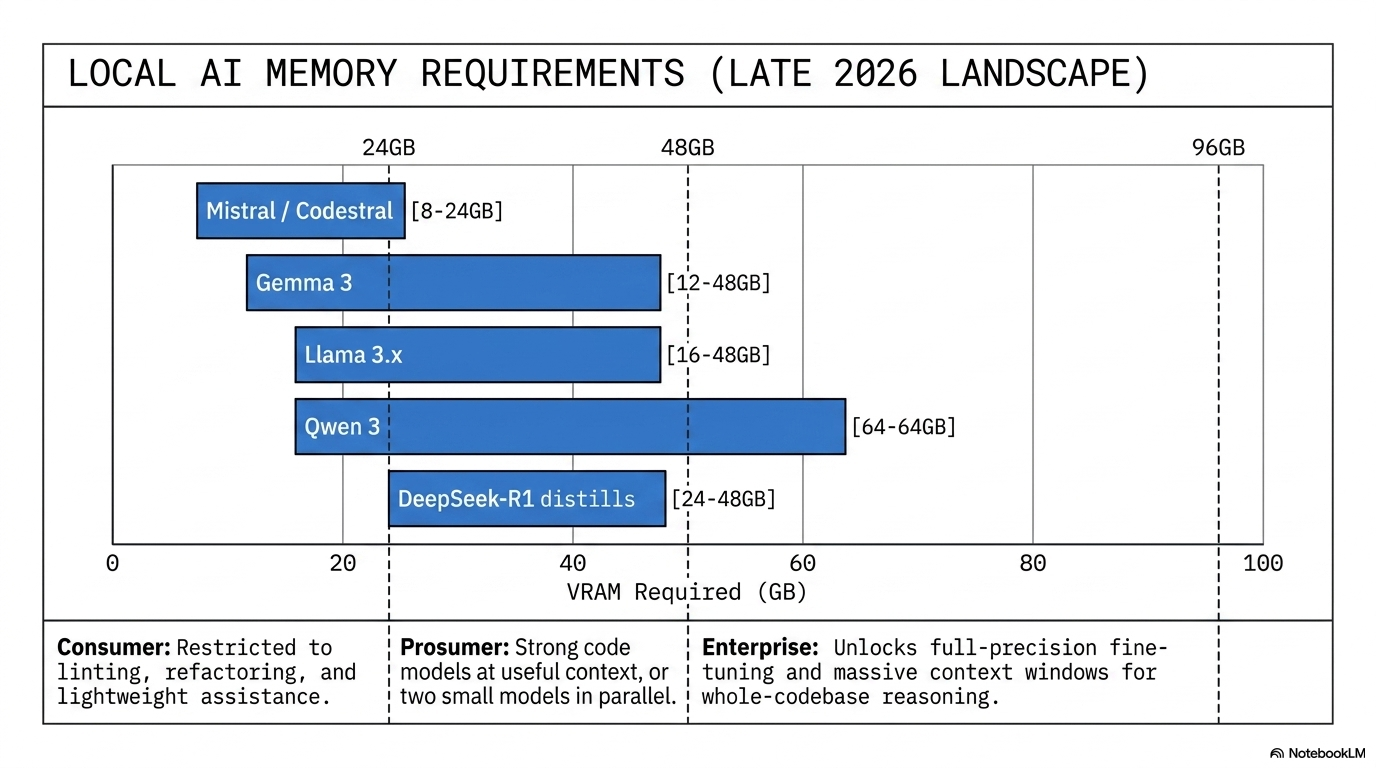 LOCAL AI MEMORY REQUIREMENTS (LATE 2026 LANDSCAPE)
24GB 48GB 96GB
Mistral / Codestral [8-24GB]
Gemma 3 [12-48GB]
Llama 3.x [16-48GB]
Qwen 3 [64-64GB]
DeepSeek-R1 distills [24-48GB]
0 20 40 60 80 100
VRAM Required (GB)
Consumer: Restricted to
linting, refactoring, and
lightweight assistance.
Prosumer: Strong code
models at useful context, or
two small models in parallel.
Enterprise: Unlocks full-precision fine-
tuning and massive context windows for
whole-codebase reasoning.
NotebookLM